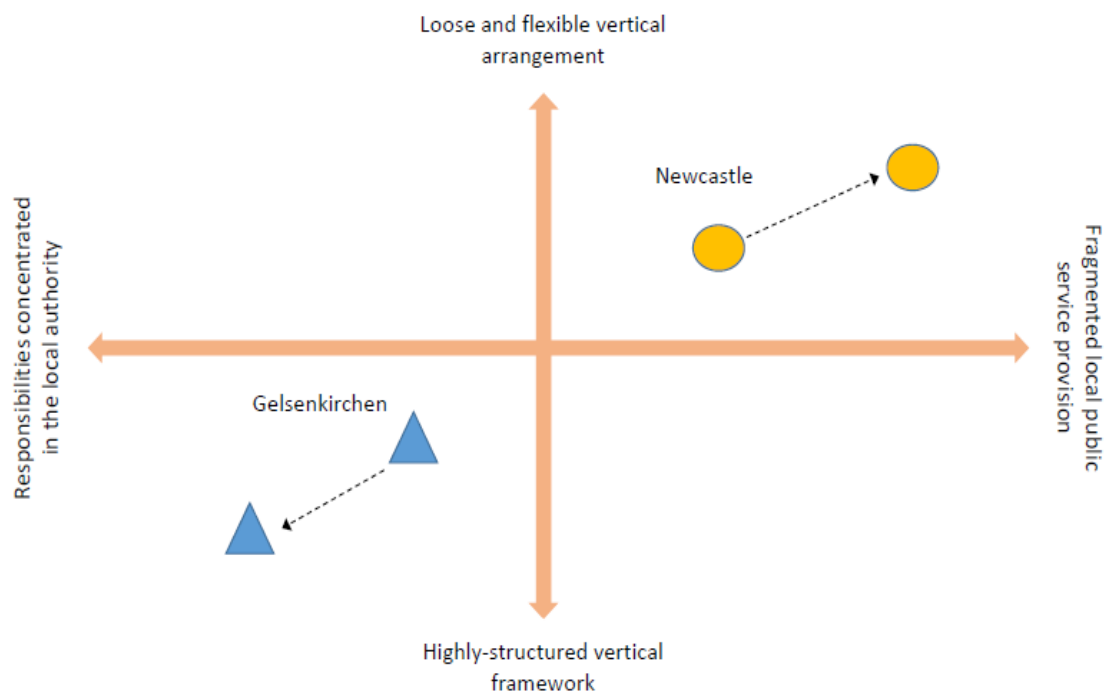 Loose and flexible vertical
arrangement
Newcastle
Responsibilities concentrated
in the local authority
Fragmented local public
service provision
Gelsenkirchen
Highly-structured vertical
framework